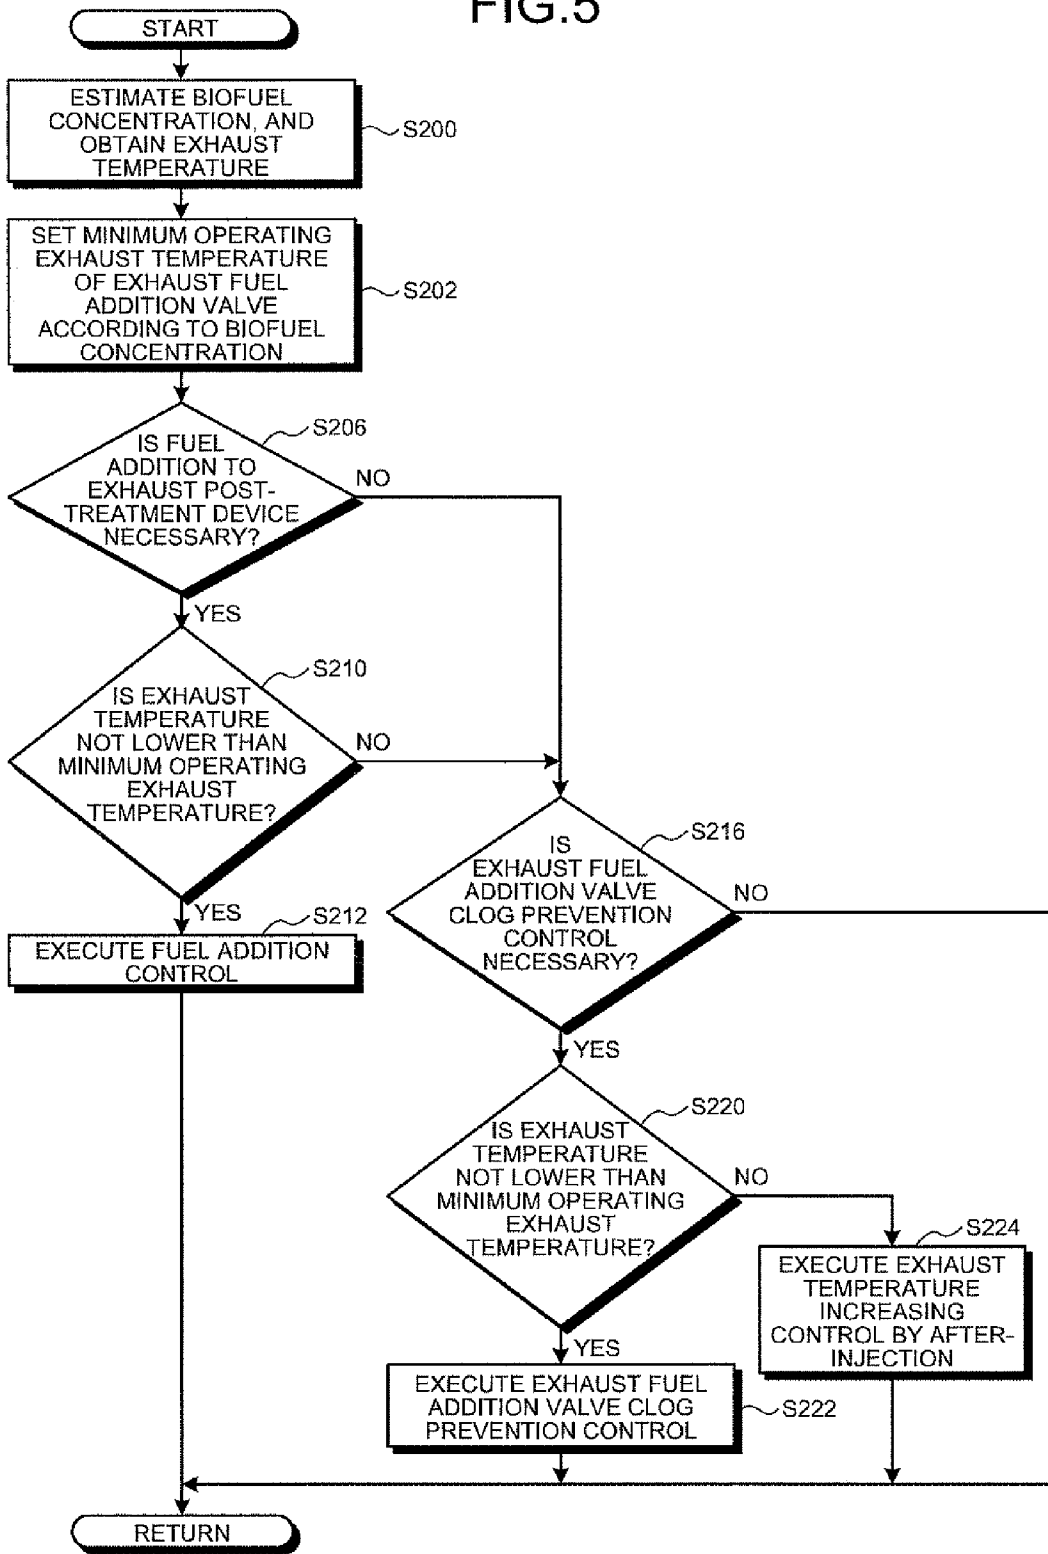 FIG.5
START
ESTIMATE BIOFUEL
CONCENTRATION, AND
OBTAIN EXHAUST
TEMPERATURE
S200
SET MINIMUM OPERATING
EXHAUST TEMPERATURE
OF EXHAUST FUEL
ADDITION VALVE
ACCORDING TO BIOFUEL
CONCENTRATION
S202
IS FUEL
ADDITION TO
EXHAUST POST-
TREATMENT DEVICE
NECESSARY?
S206
NO
YES
IS EXHAUST
TEMPERATURE
NOT LOWER THAN
MINIMUM OPERATING
EXHAUST
TEMPERATURE?
S210
NO
YES
EXECUTE FUEL ADDITION
CONTROL
S212
IS
EXHAUST FUEL
ADDITION VALVE
CLOG PREVENTION
CONTROL
NECESSARY?
S216
NO
YES
IS EXHAUST
TEMPERATURE
NOT LOWER THAN
MINIMUM OPERATING
EXHAUST
TEMPERATURE?
S220
NO
YES
EXECUTE EXHAUST
TEMPERATURE
INCREASING
CONTROL BY AFTER-
INJECTION
S224
EXECUTE EXHAUST FUEL
ADDITION VALVE CLOG
PREVENTION CONTROL
S222
RETURN